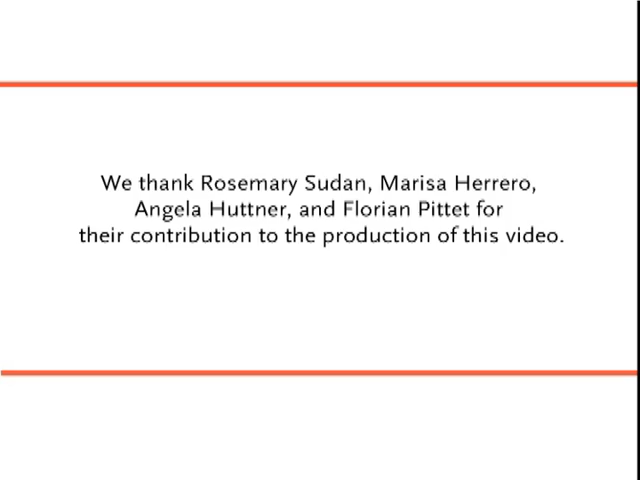 We thank Rosemary Sudan, Marisa Herrero,
Angela Huttner, and Florian Pittet for
their contribution to the production of this video.